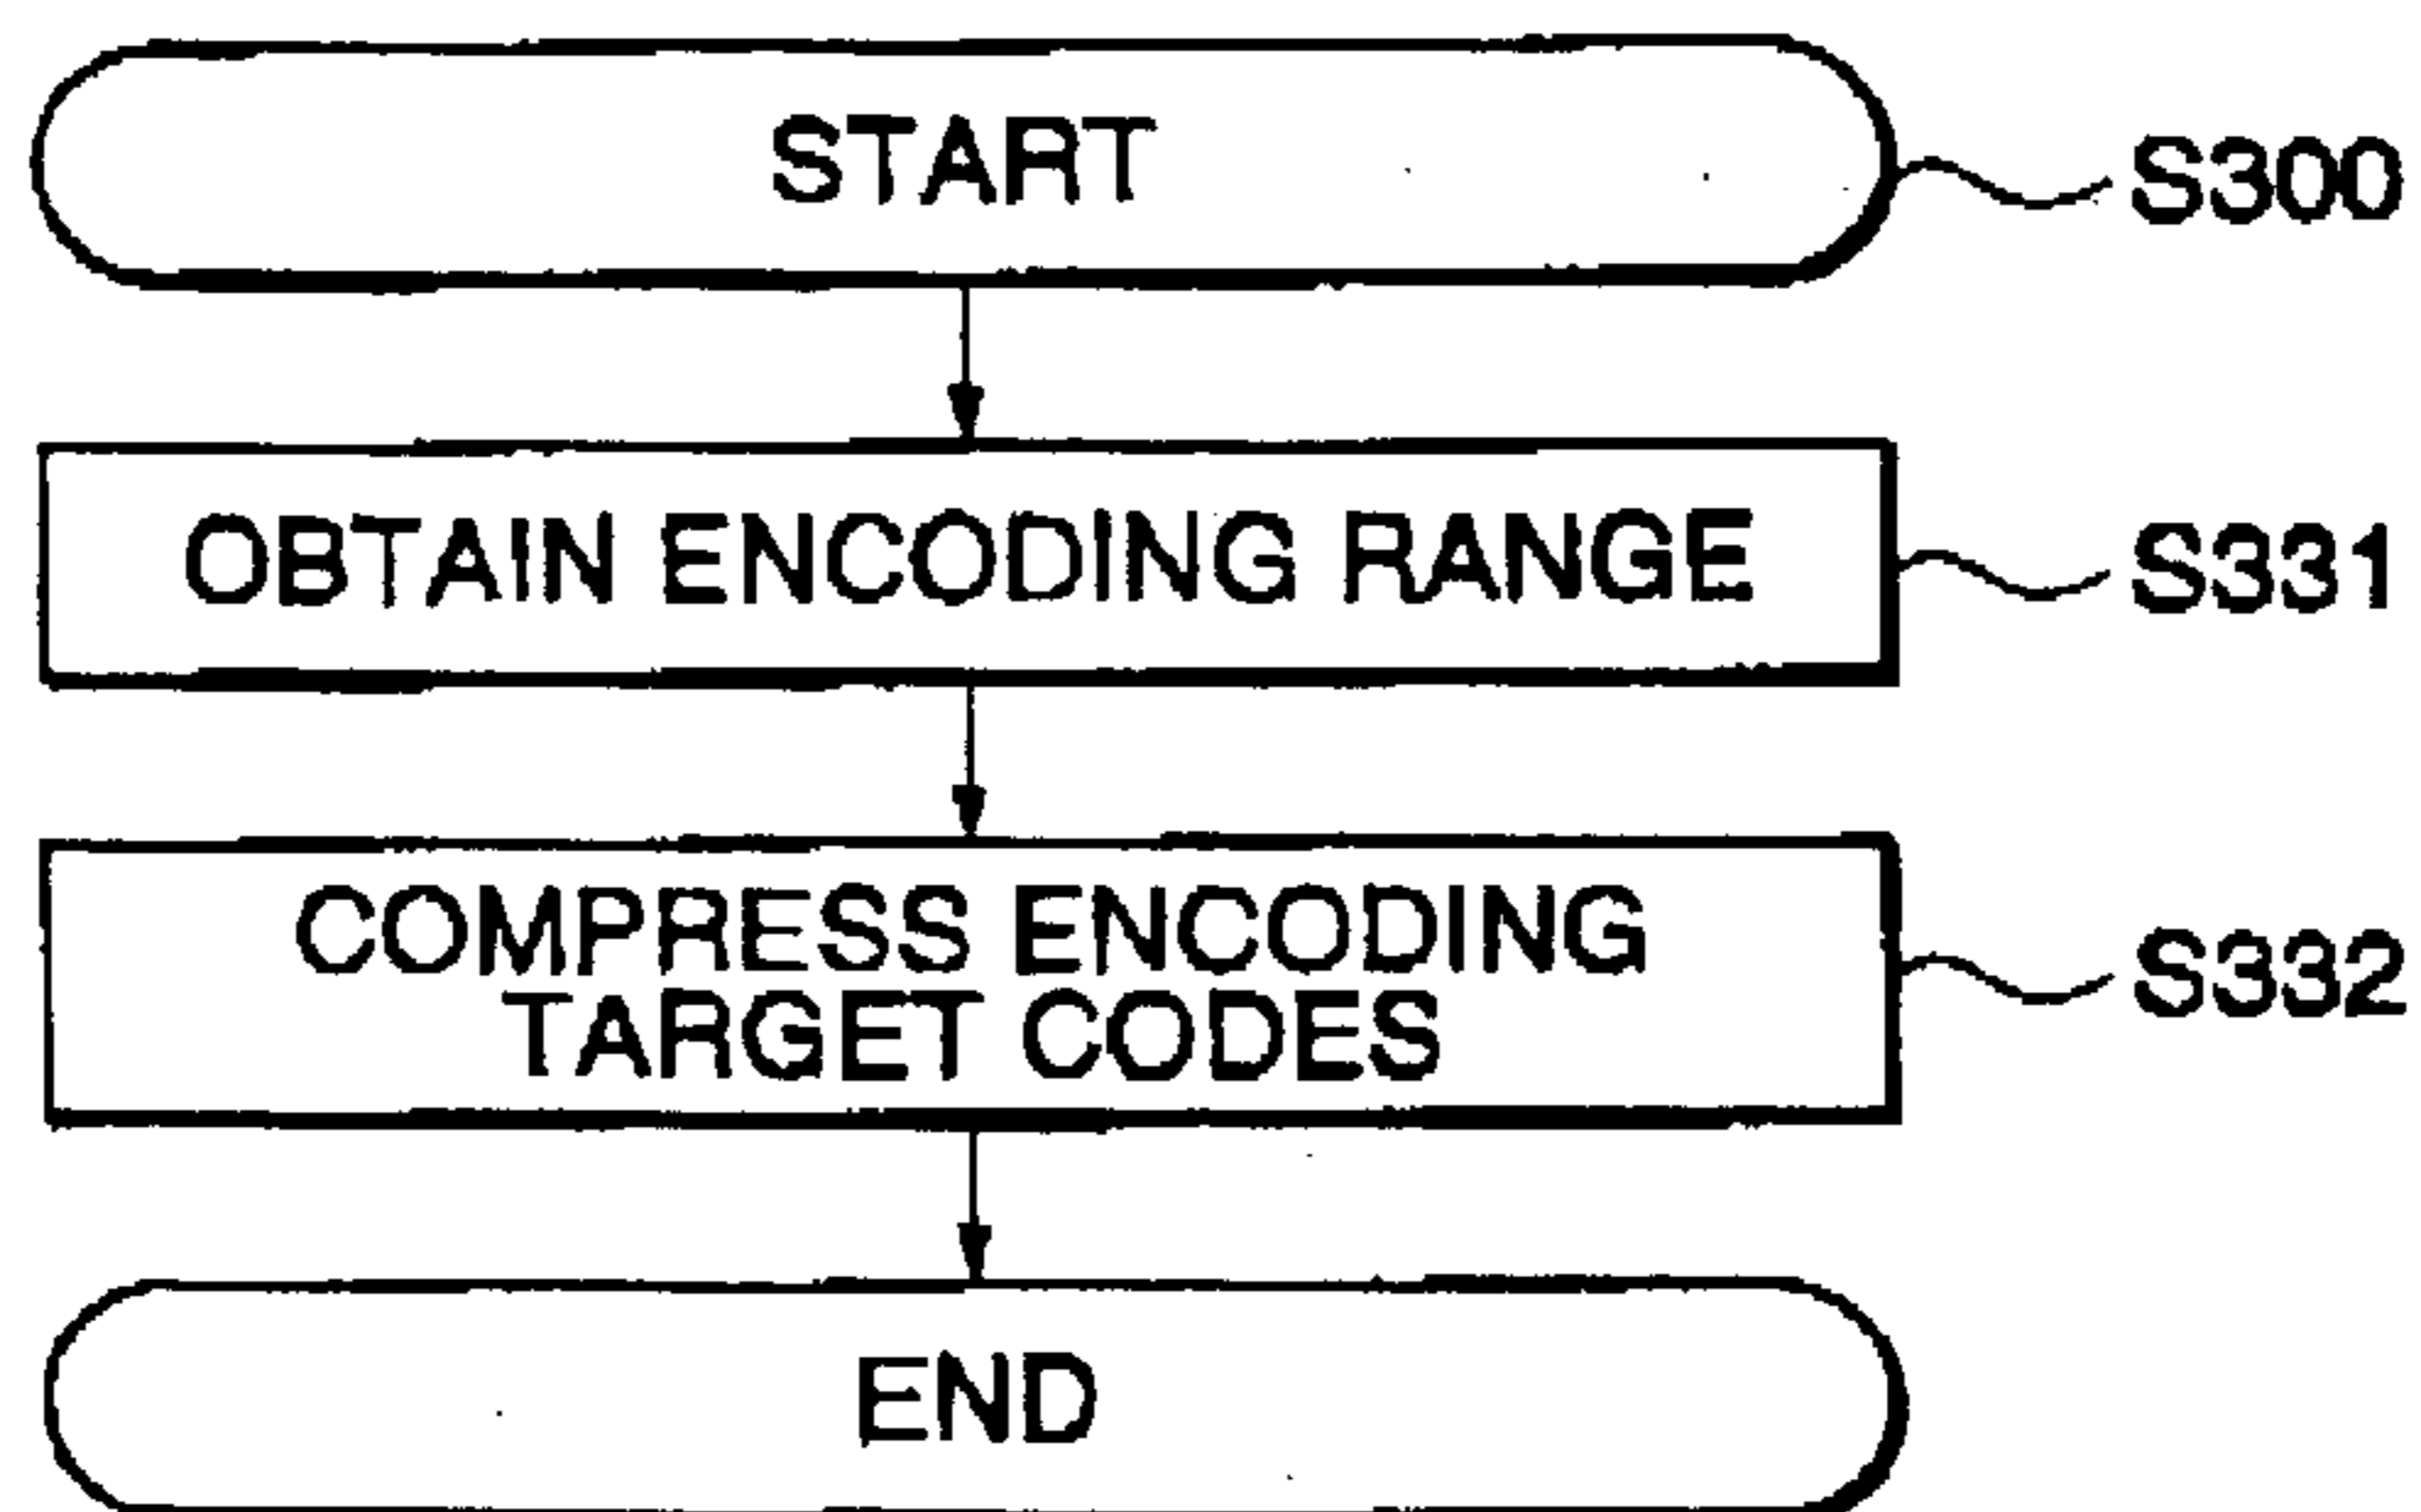 START
S300
OBTAIN ENCODING RANGE
S331
COMPRESS ENCODING
TARGET CODES
S332
END